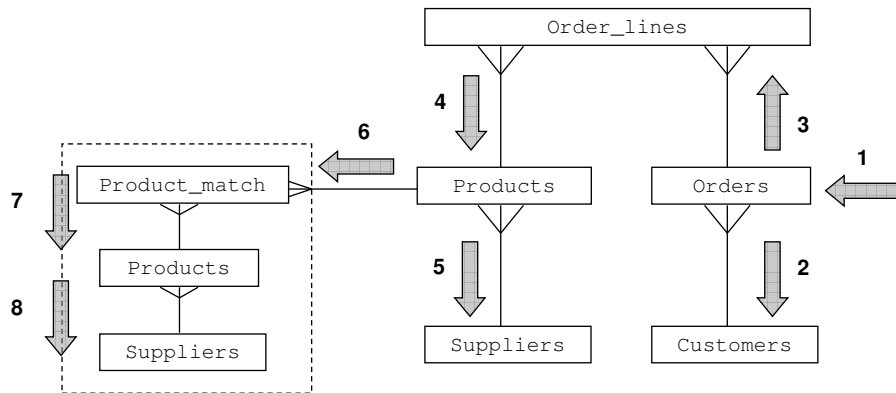 Order_lines
4
3
6
1
7
Product_match
Products
Orders
Products
5
2
8
Suppliers
Suppliers
Customers